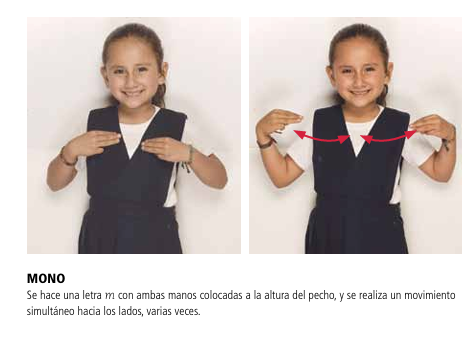 MONO
Se hace una letra m con ambas manos colocadas a la altura del pecho, y se realiza un movimiento
simultáneo hacia los lados, varias veces.